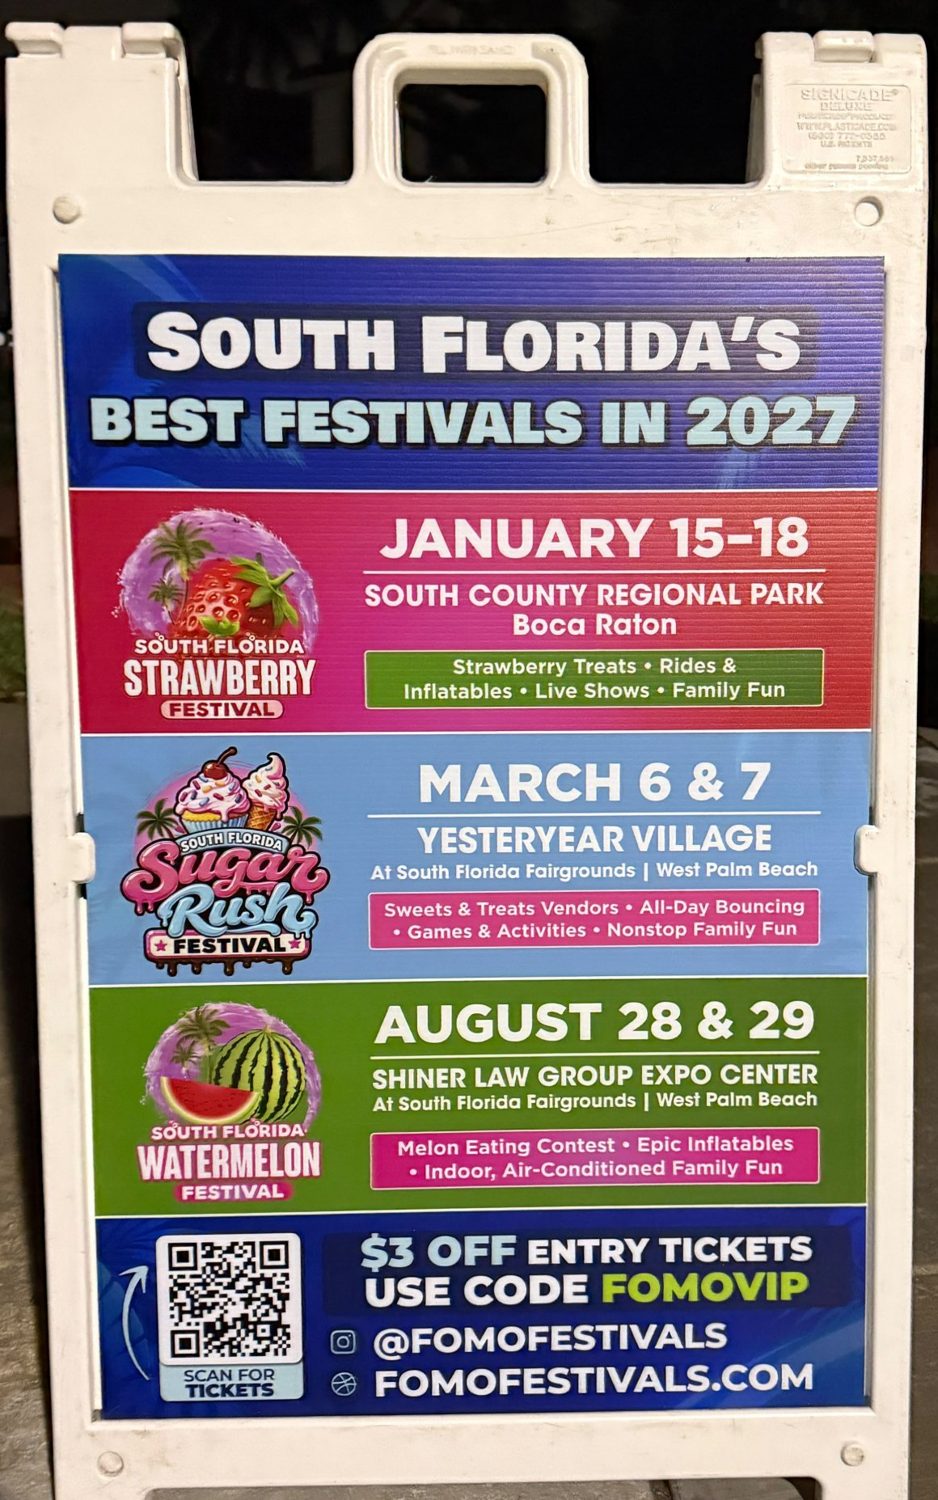 SIGNICADE®
DELUXE
WWW.PLASTICADE.COM
U.S. PATENTS
SOUTH FLORIDA'S
BEST FESTIVALS IN 2027
SOUTH FLORIDA
STRAWBERRY
FESTIVAL
JANUARY 15-18
SOUTH COUNTY REGIONAL PARK
Boca Raton
Strawberry Treats • Rides &
Inflatables • Live Shows • Family Fun
SOUTH FLORIDA
Sugar
Rush
FESTIVAL
MARCH 6 & 7
YESTERYEAR VILLAGE
At South Florida Fairgrounds | West Palm Beach
Sweets & Treats Vendors • All-Day Bouncing
• Games & Activities • Nonstop Family Fun
SOUTH FLORIDA
WATERMELON
FESTIVAL
AUGUST 28 & 29
SHINER LAW GROUP EXPO CENTER
At South Florida Fairgrounds | West Palm Beach
Melon Eating Contest • Epic Inflatables
• Indoor, Air-Conditioned Family Fun
SCAN FOR
TICKETS
$3 OFF ENTRY TICKETS
USE CODE FOMOVIP
@FOMOFESTIVALS
FOMOFESTIVALS.COM